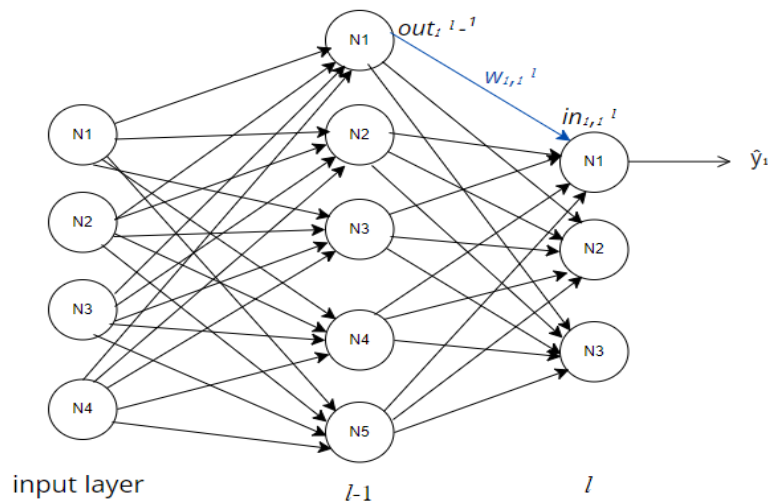 N1
out₁ ˡ⁻¹
w₁,₁ ˡ
in₁,₁ ˡ
N1
N2
N1
ŷ₁
N2
N3
N2
N3
N4
N3
N4
N5
input layer
l-1
l